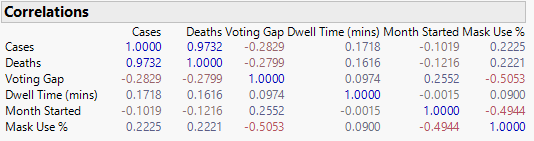 Correlations
Cases Deaths Voting Gap Dwell Time (mins) Month Started Mask Use %
Cases 1.0000 0.9732 -0.2829 0.1718 -0.1019 0.2225
Deaths 0.9732 1.0000 -0.2799 0.1616 -0.1216 0.2221
Voting Gap -0.2829 -0.2799 1.0000 0.0974 0.2552 -0.5053
Dwell Time (mins) 0.1718 0.1616 0.0974 1.0000 -0.0015 0.0900
Month Started -0.1019 -0.1216 0.2552 -0.0015 1.0000 -0.4944
Mask Use % 0.2225 0.2221 -0.5053 0.0900 -0.4944 1.0000